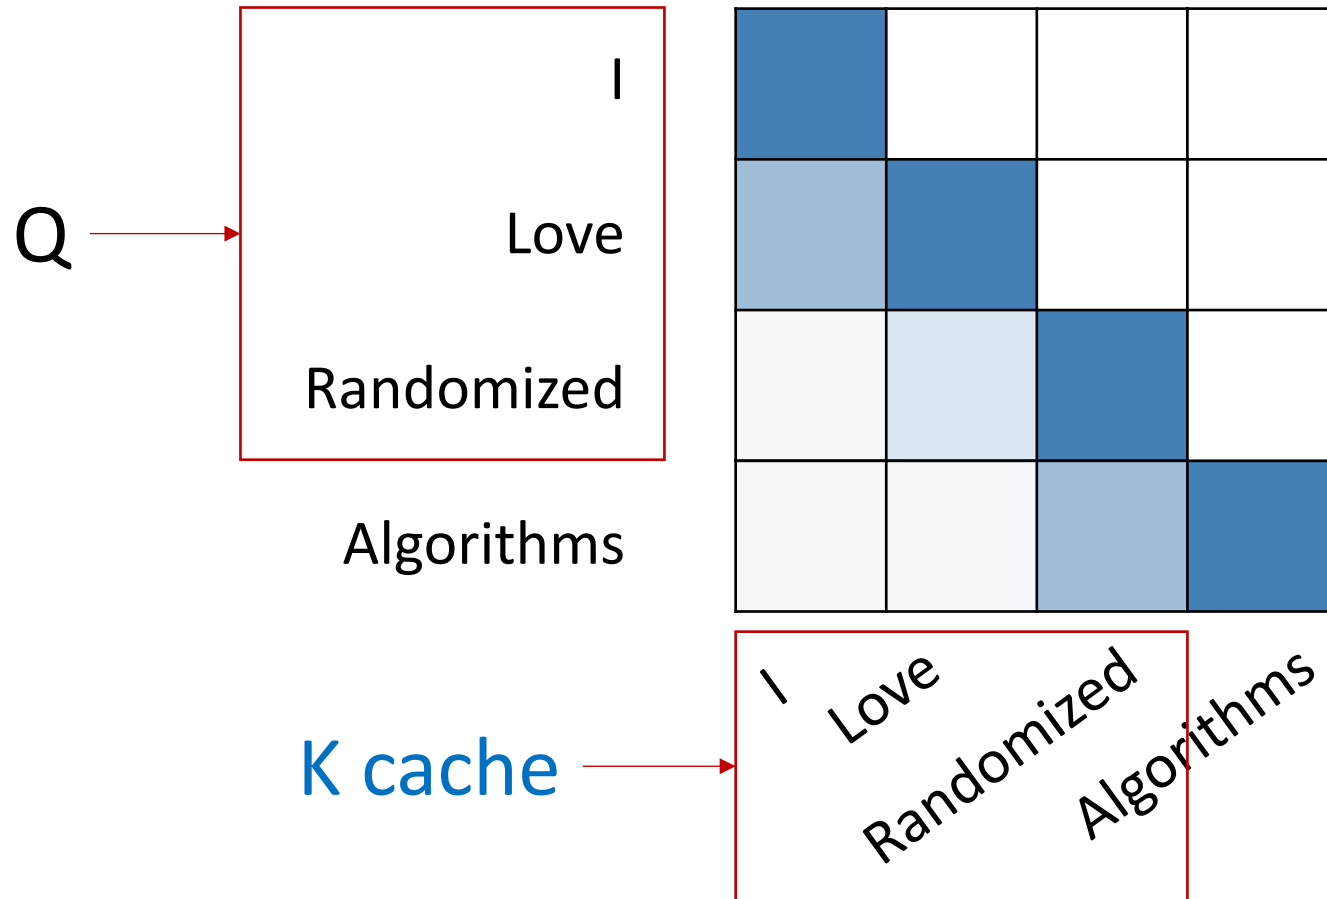 I
Q
Love
Randomized
Algorithms
I
Love
Randomized
Algorithms
K cache